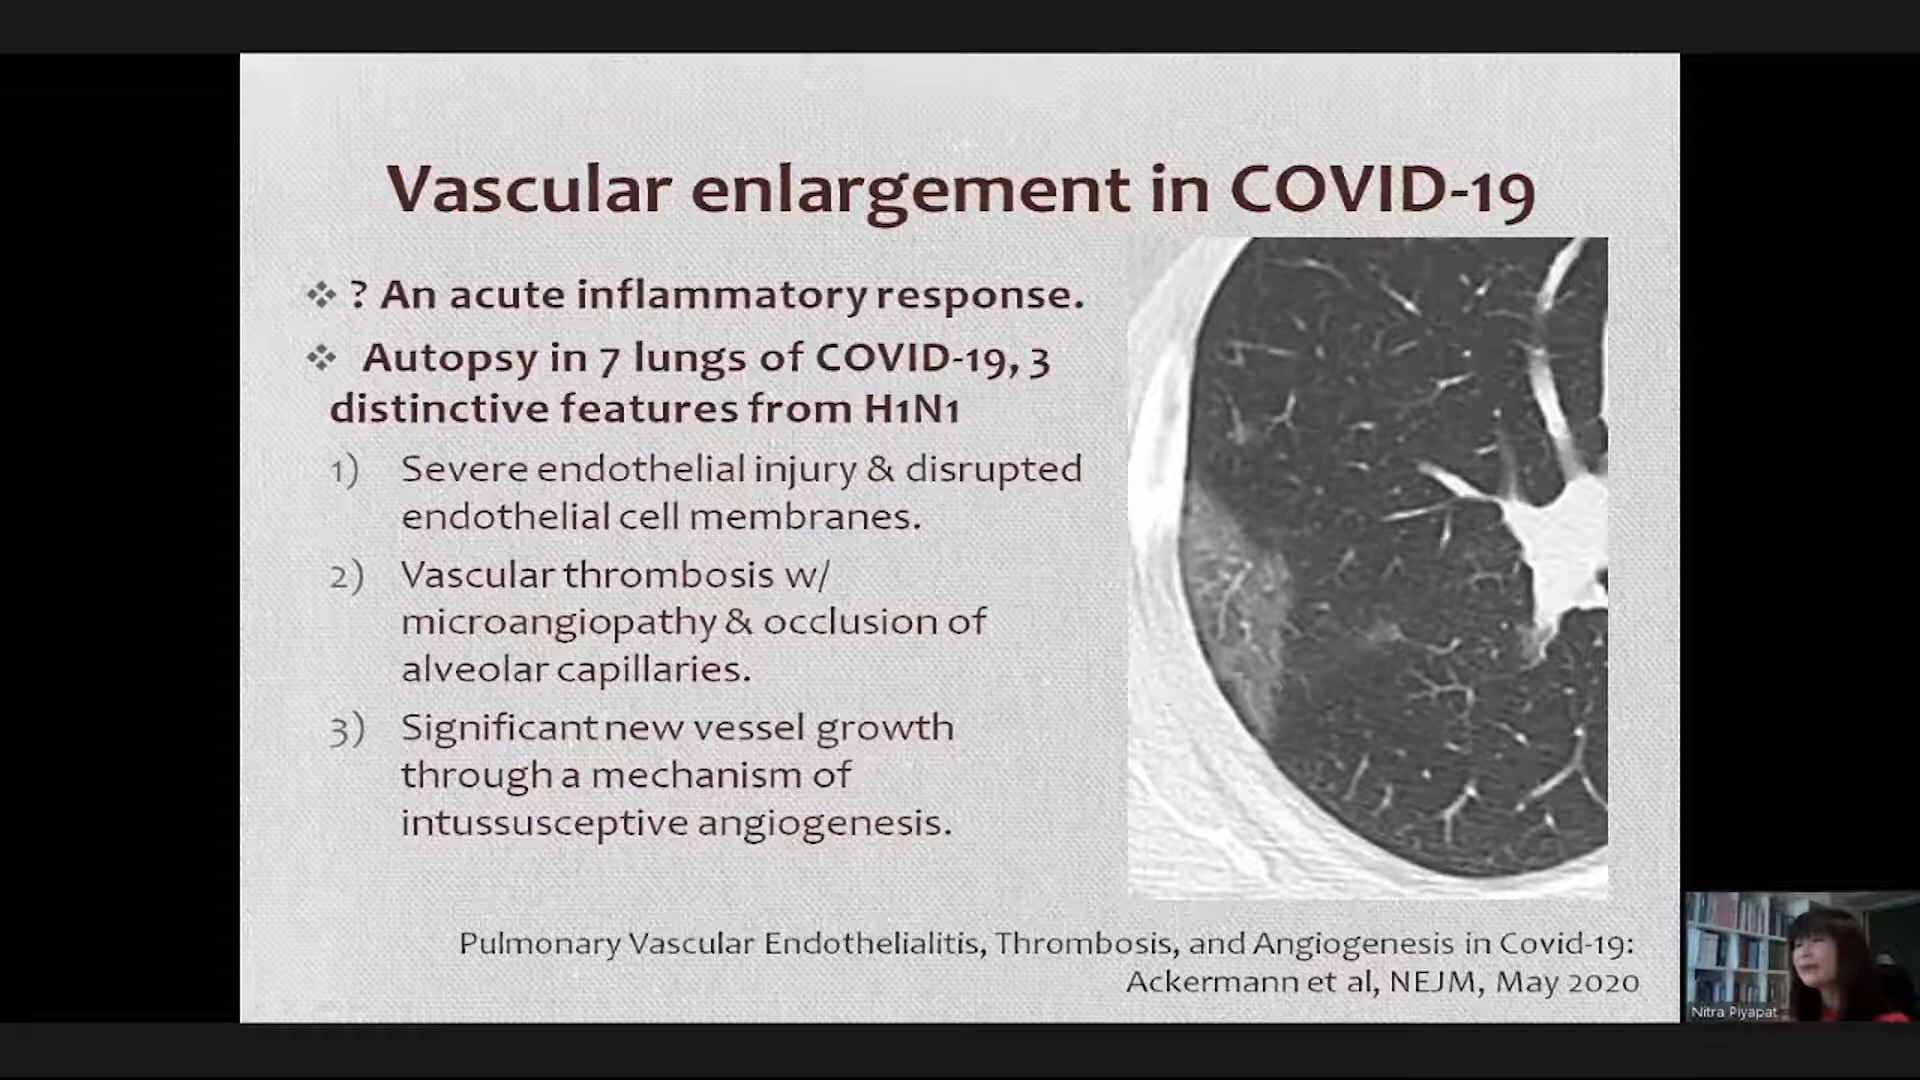 Vascular enlargement in COVID-19
? An acute inflammatory response.
Autopsy in 7 lungs of COVID-19, 3
distinctive features from H1N1
1) Severe endothelial injury & disrupted
endothelial cell membranes.
2) Vascular thrombosis w/
microangiopathy & occlusion of
alveolar capillaries.
3) Significant new vessel growth
through a mechanism of
intussusceptive angiogenesis.
Pulmonary Vascular Endothelialitis, Thrombosis, and Angiogenesis in Covid-19:
Ackermann et al, NEJM, May 2020
Nitra Piyapat